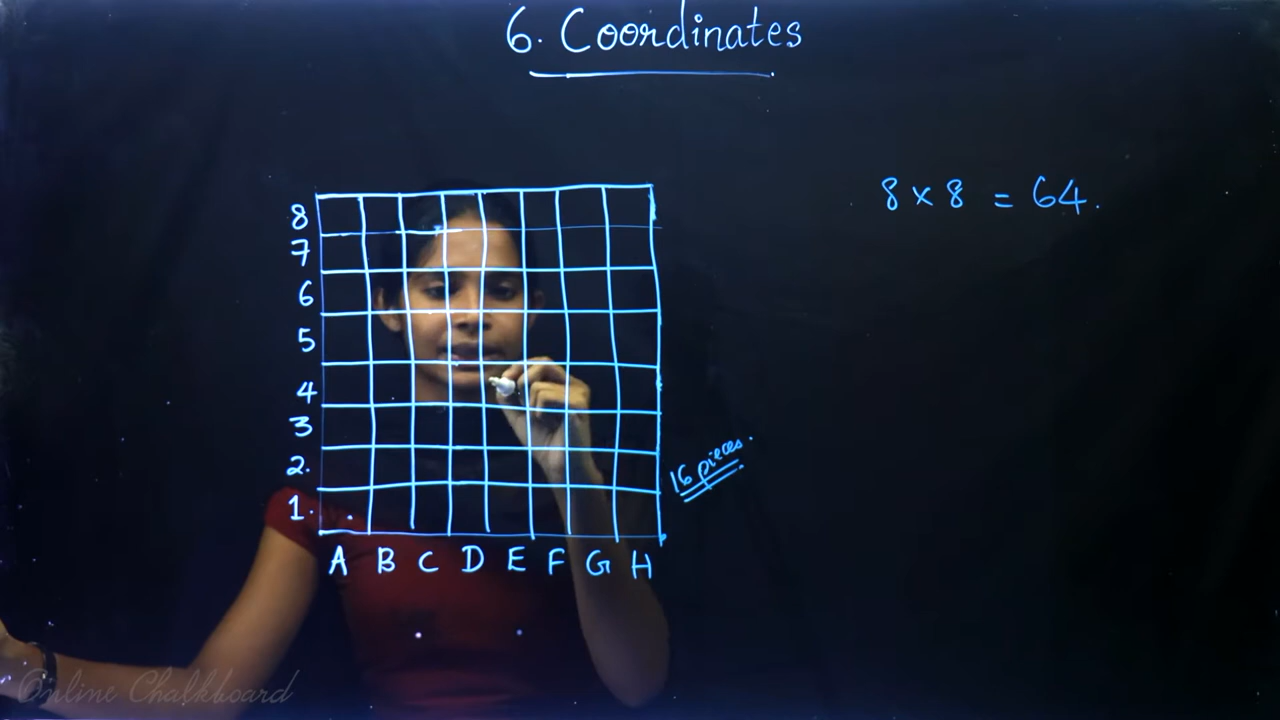 6. Coordinates
8 × 8 = 64.
8
7
6
5
4
3
2.
1.
16 pieces.
A B C D E F G H
Online Chalkboard